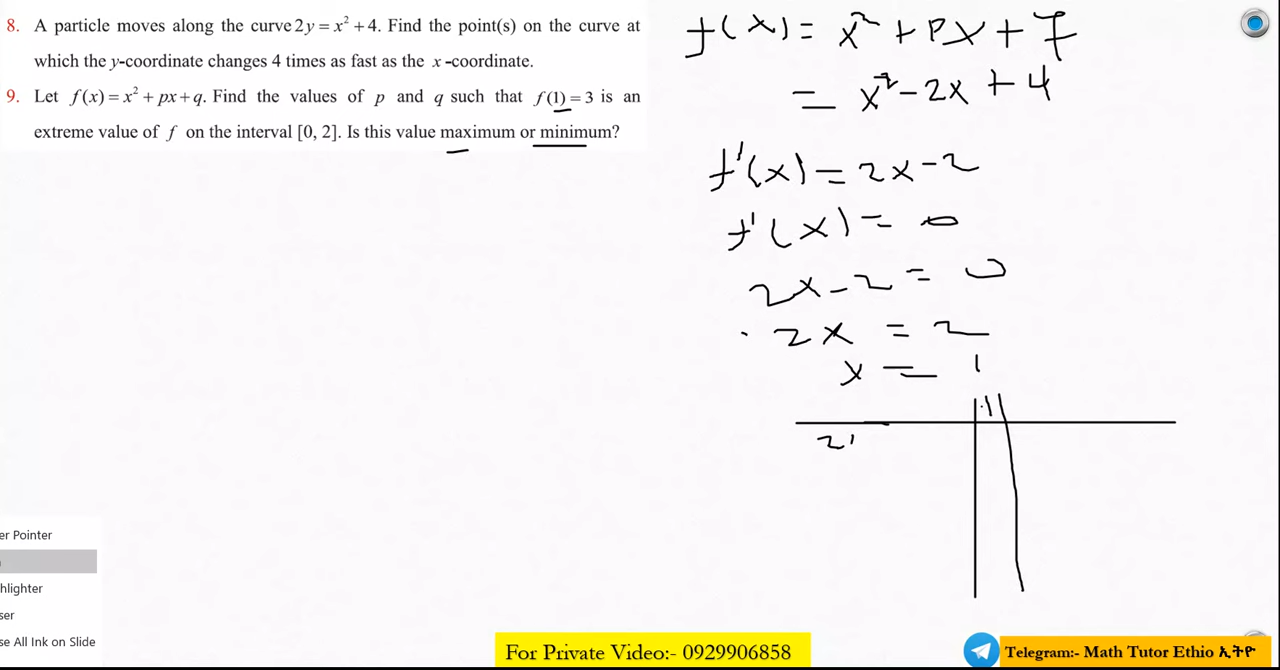 8. A particle moves along the curve 2y = x² + 4. Find the point(s) on the curve at
which the y-coordinate changes 4 times as fast as the x-coordinate.
9. Let f(x) = x² + px + q. Find the values of p and q such that f(1) = 3 is an
extreme value of f on the interval [0, 2]. Is this value maximum or minimum?
f(x) = x² + px + 7
= x² - 2x + 4
f'(x) = 2x - 2
f'(x) = 0
2x - 2 = 0
2x = 2
x = 1
1
2
er Pointer
hlighter
ser
se All Ink on Slide
For Private Video:- 0929906858
Telegram:- Math Tutor Ethio ኢትዮ